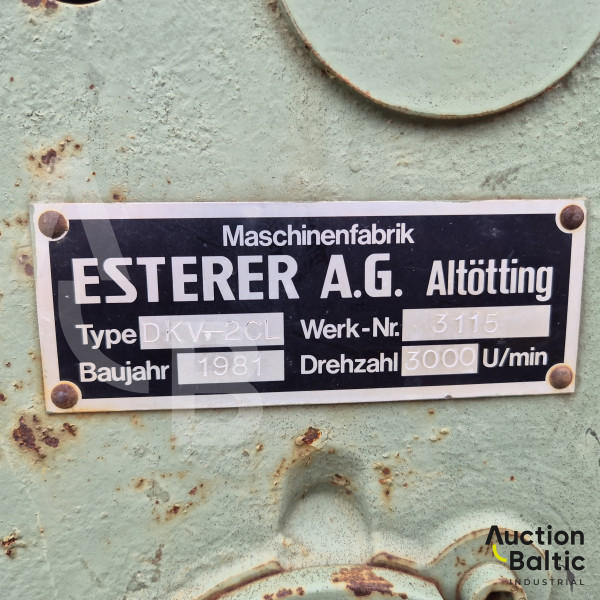 Maschinenfabrik
ESTERER A.G. Altötting
Type DKV-2CL Werk-Nr. 3115
Baujahr 1981 Drehzahl 3000 U/min
Auction
Baltic
INDUSTRIAL